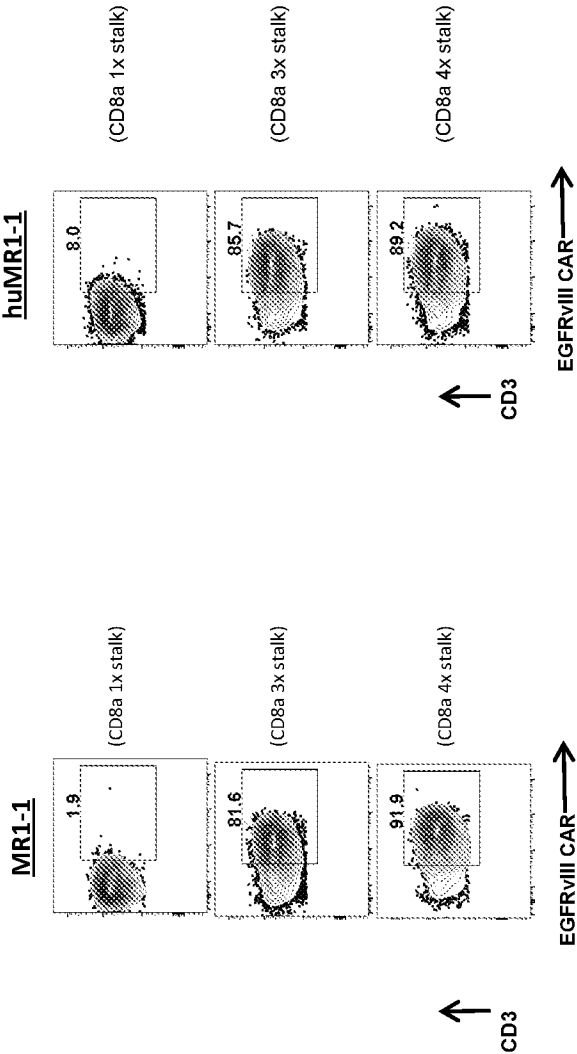 MR1-1
1.9
(CD8a 1x stalk)
81.6
(CD8a 3x stalk)
91.9
(CD8a 4x stalk)
CD3
EGFRvIII CAR
huMR1-1
8.0
(CD8a 1x stalk)
85.7
(CD8a 3x stalk)
89.2
(CD8a 4x stalk)
CD3
EGFRvIII CAR